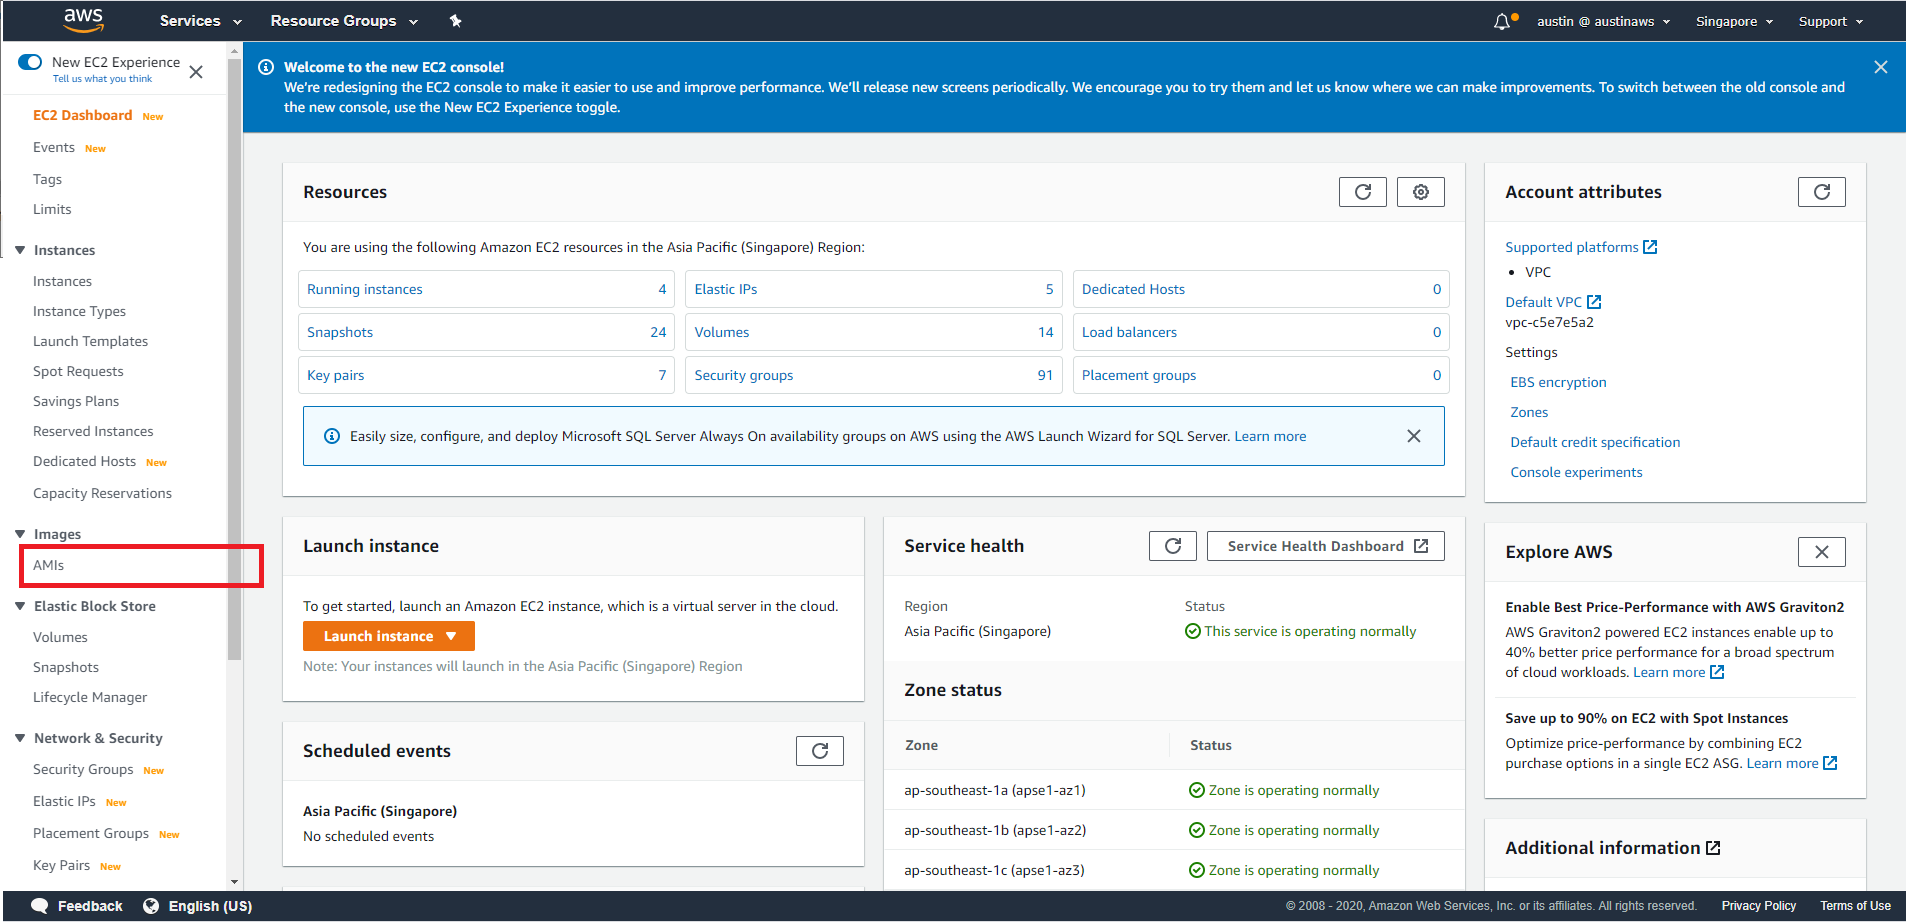 aws
Services
Resource Groups
austin @ austinaws
Singapore
Support
New EC2 Experience
Tell us what you think
EC2 Dashboard New
Events New
Tags
Limits
Instances
Instances
Instance Types
Launch Templates
Spot Requests
Savings Plans
Reserved Instances
Dedicated Hosts New
Capacity Reservations
Images
AMIs
Elastic Block Store
Volumes
Snapshots
Lifecycle Manager
Network & Security
Security Groups New
Elastic IPs New
Placement Groups New
Key Pairs New
Welcome to the new EC2 console!
We're redesigning the EC2 console to make it easier to use and improve performance. We'll release new screens periodically. We encourage you to try them and let us know where we can make improvements. To switch between the old console and
the new console, use the New EC2 Experience toggle.
Resources
You are using the following Amazon EC2 resources in the Asia Pacific (Singapore) Region:
Running instances 4
Elastic IPs 5
Dedicated Hosts 0
Snapshots 24
Volumes 14
Load balancers 0
Key pairs 7
Security groups 91
Placement groups 0
Easily size, configure, and deploy Microsoft SQL Server Always On availability groups on AWS using the AWS Launch Wizard for SQL Server. Learn more
Launch instance
To get started, launch an Amazon EC2 instance, which is a virtual server in the cloud.
Launch instance
Note: Your instances will launch in the Asia Pacific (Singapore) Region
Scheduled events
Asia Pacific (Singapore)
No scheduled events
Service health
Service Health Dashboard
Region
Status
Asia Pacific (Singapore)
This service is operating normally
Zone status
Zone
Status
ap-southeast-1a (apse1-az1)
Zone is operating normally
ap-southeast-1b (apse1-az2)
Zone is operating normally
ap-southeast-1c (apse1-az3)
Zone is operating normally
Account attributes
Supported platforms
• VPC
Default VPC
vpc-c5e7e5a2
Settings
EBS encryption
Zones
Default credit specification
Console experiments
Explore AWS
Enable Best Price-Performance with AWS Graviton2
AWS Graviton2 powered EC2 instances enable up to
40% better price performance for a broad spectrum
of cloud workloads. Learn more
Save up to 90% on EC2 with Spot Instances
Optimize price-performance by combining EC2
purchase options in a single EC2 ASG. Learn more
Additional information
Feedback
English (US)
© 2008 - 2020, Amazon Web Services, Inc. or its affiliates. All rights reserved.
Privacy Policy
Terms of Use